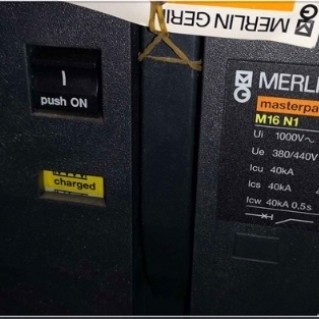 MERLIN GERIN
I
push ON
charged
MERLI
masterpa
M16 N1
Ui 1000V~
Ue 380/440V
Icu 40kA
Ics 40kA
Icw 40kA 0,5s